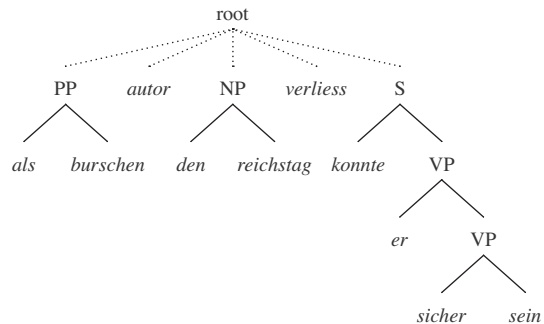 root
PP autor NP verliess S
als burschen den reichstag konnte VP
er VP
sicher sein